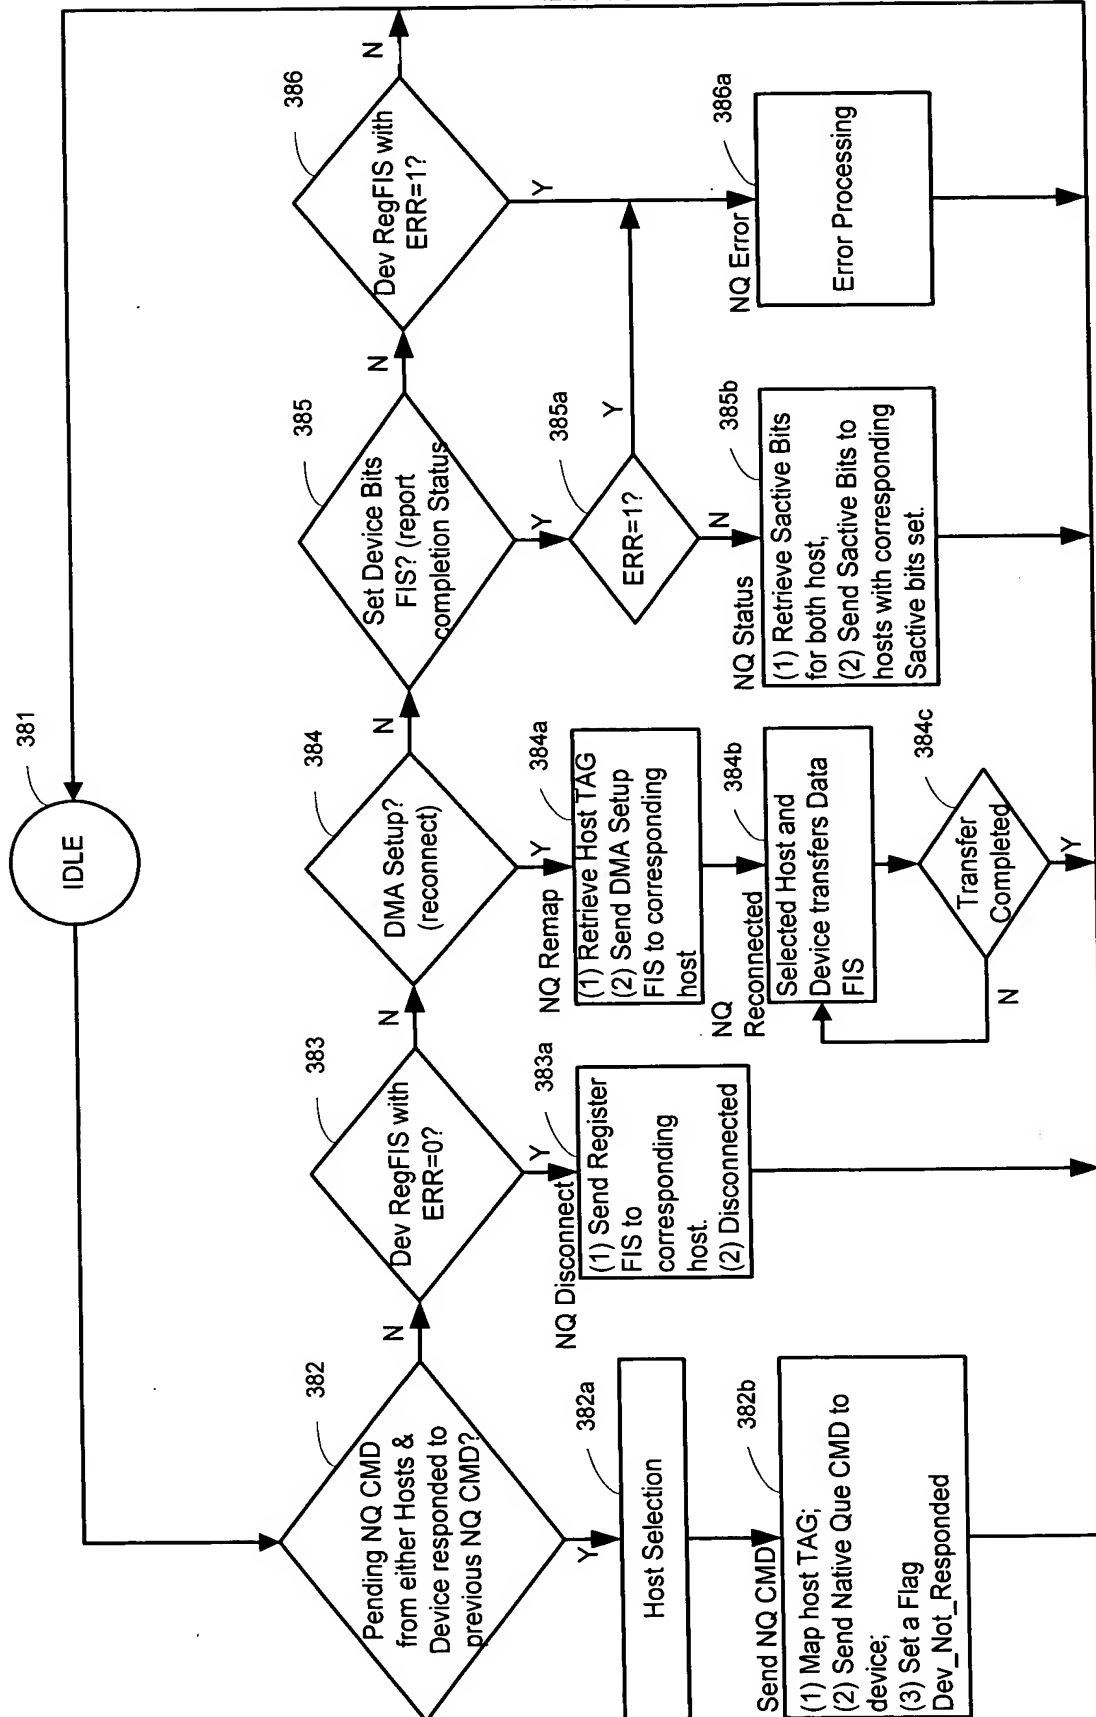 381
IDLE
382
Pending NQ CMD
from either Hosts &
Device responded to
previous NQ CMD?
N
Y
382a
Host Selection
Send NQ CMD
382b
(1) Map host TAG;
(2) Send Native Que CMD to
device;
(3) Set a Flag
Dev_Not_Responded
383
Dev RegFIS with
ERR=0?
N
Y
NQ Disconnect
383a
(1) Send Register
FIS to
corresponding
host.
(2) Disconnected
384
DMA Setup?
(reconnect)
N
Y
NQ Remap
384a
(1) Retrieve Host TAG
(2) Send DMA Setup
FIS to corresponding
host
NQ
Reconnected
384b
Selected Host and
Device transfers Data
FIS
384c
Transfer
Completed
N
Y
385
Set Device Bits
FIS? (report
completion Status
N
Y
385a
ERR=1?
Y
N
NQ Status
385b
(1) Retrieve Sactive Bits
for both host,
(2) Send Sactive Bits to
hosts with corresponding
Sactive bits set.
386
Dev RegFIS with
ERR=1?
N
Y
NQ Error
386a
Error Processing